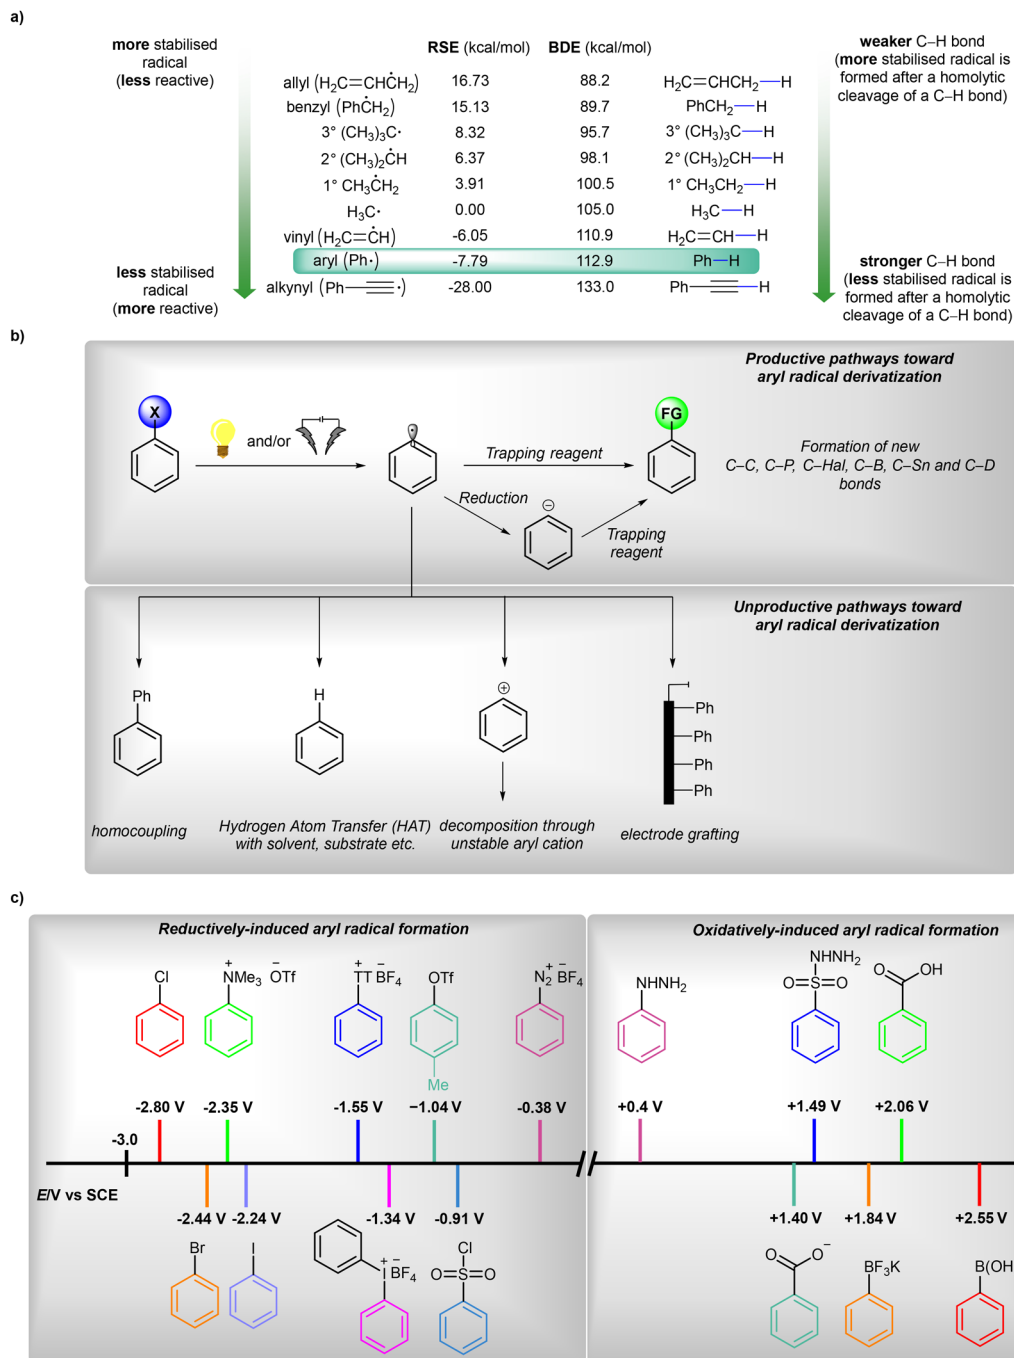 a)
more stabilised
radical
(less reactive)
RSE (kcal/mol) BDE (kcal/mol)
weaker C–H bond
(more stabilised radical is
formed after a homolytic
cleavage of a C–H bond)
allyl (H₂C=CHĊH₂) 16.73 88.2 H₂C=CHCH₂—H
benzyl (PhĊH₂) 15.13 89.7 PhCH₂—H
3° (CH₃)₃C· 8.32 95.7 3° (CH₃)₃C—H
2° (CH₃)₂ĊH 6.37 98.1 2° (CH₃)₂CH—H
1° CH₃ĊH₂ 3.91 100.5 1° CH₃CH₂—H
H₃C· 0.00 105.0 H₃C—H
vinyl (H₂C=ĊH) -6.05 110.9 H₂C=CH—H
aryl (Ph·) -7.79 112.9 Ph—H
alkynyl (Ph—≡·) -28.00 133.0 Ph—≡—H
less stabilised
radical
(more reactive)
stronger C–H bond
(less stabilised radical is
formed after a homolytic
cleavage of a C–H bond)
b)
Productive pathways toward
aryl radical derivatization
X
and/or
Trapping reagent
FG
Formation of new
C–C, C–P, C–Hal, C–B, C–Sn and C–D
bonds
Reduction
⊖
Trapping
reagent
Unproductive pathways toward
aryl radical derivatization
Ph
H
⊕
Ph
Ph
Ph
Ph
homocoupling
Hydrogen Atom Transfer (HAT)
with solvent, substrate etc.
decomposition through
unstable aryl cation
electrode grafting
c)
Reductively-induced aryl radical formation
Oxidatively-induced aryl radical formation
Cl
+
NMe₃
−
OTf
+
TT
−
BF₄
OTf
Me
+
N₂
−
BF₄
NHNH₂
NHNH₂
O=S=O
O
OH
-2.80 V -2.35 V -1.55 V −1.04 V -0.38 V +0.4 V +1.49 V +2.06 V
-3.0
E/V vs SCE
-2.44 V -2.24 V -1.34 V -0.91 V +1.40 V +1.84 V +2.55 V
Br
I
+
I
−
BF₄
Cl
O=S=O
O
O⁻
BF₃K
B(OH